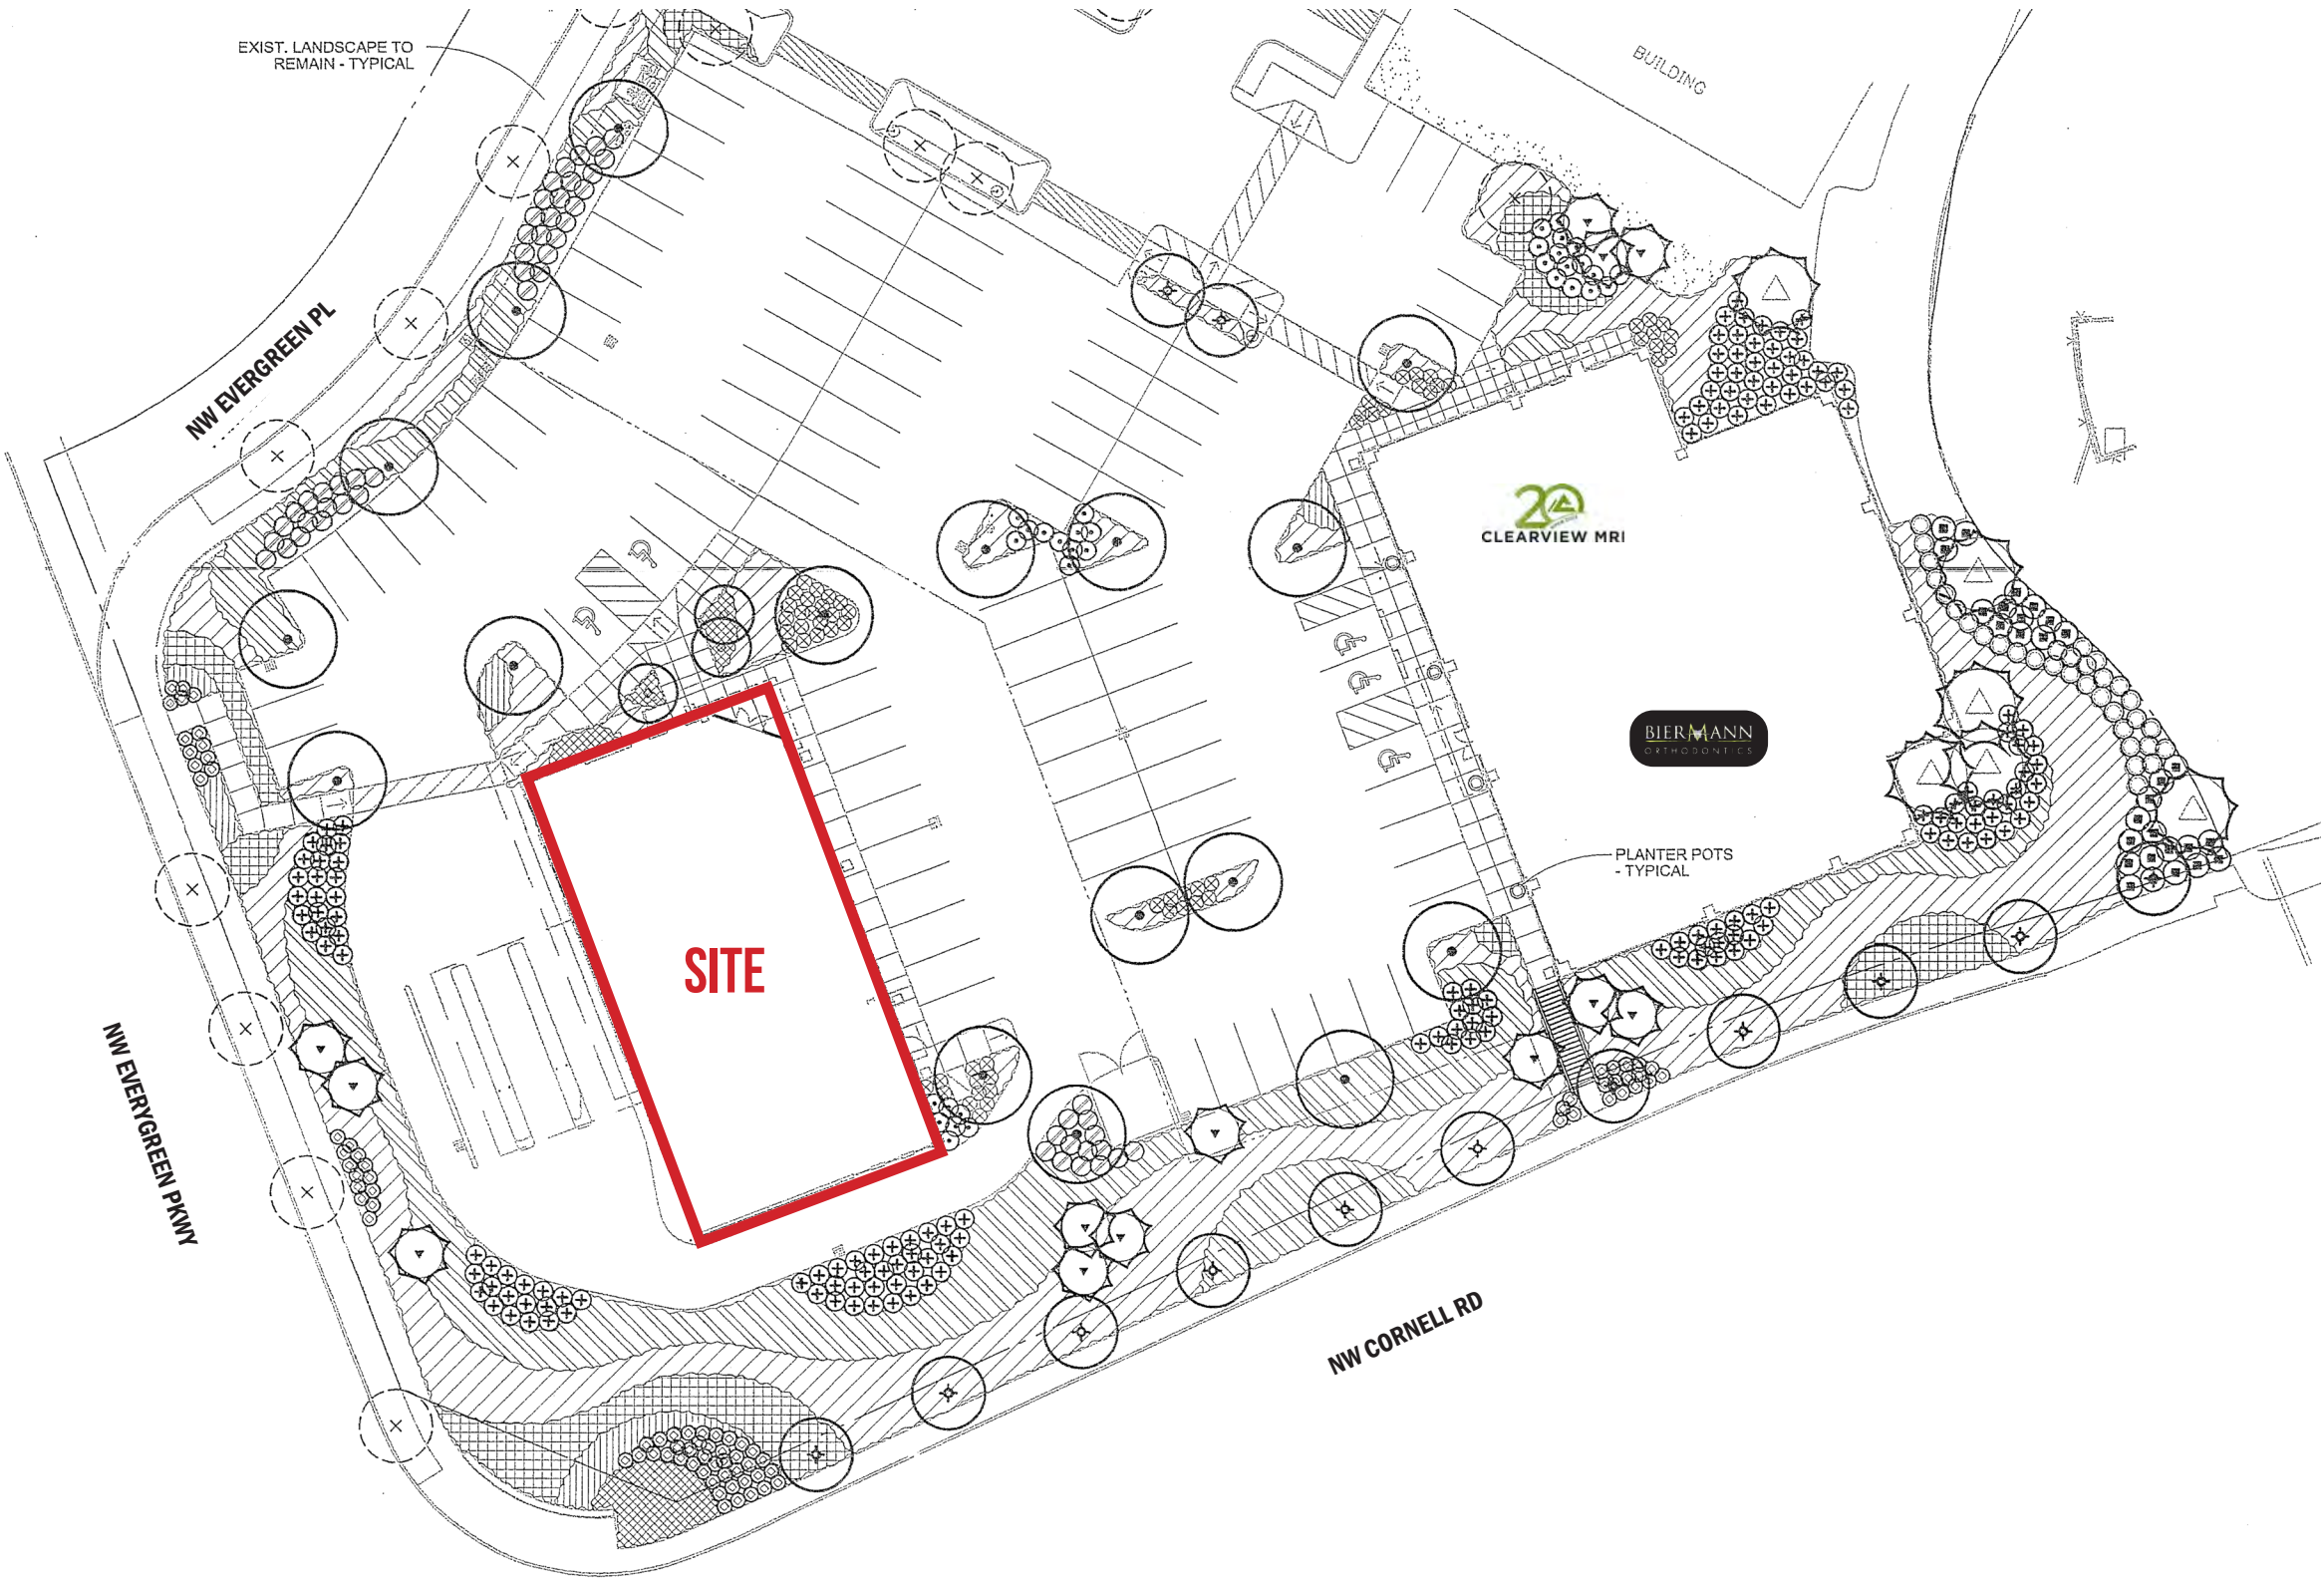 EXIST. LANDSCAPE TO
REMAIN - TYPICAL
BUILDING
NW EVERGREEN PL
20
CLEARVIEW MRI
BIERMANN
ORTHODONTICS
PLANTER POTS
- TYPICAL
SITE
NW EVERYGREEN PKWY
NW CORNELL RD